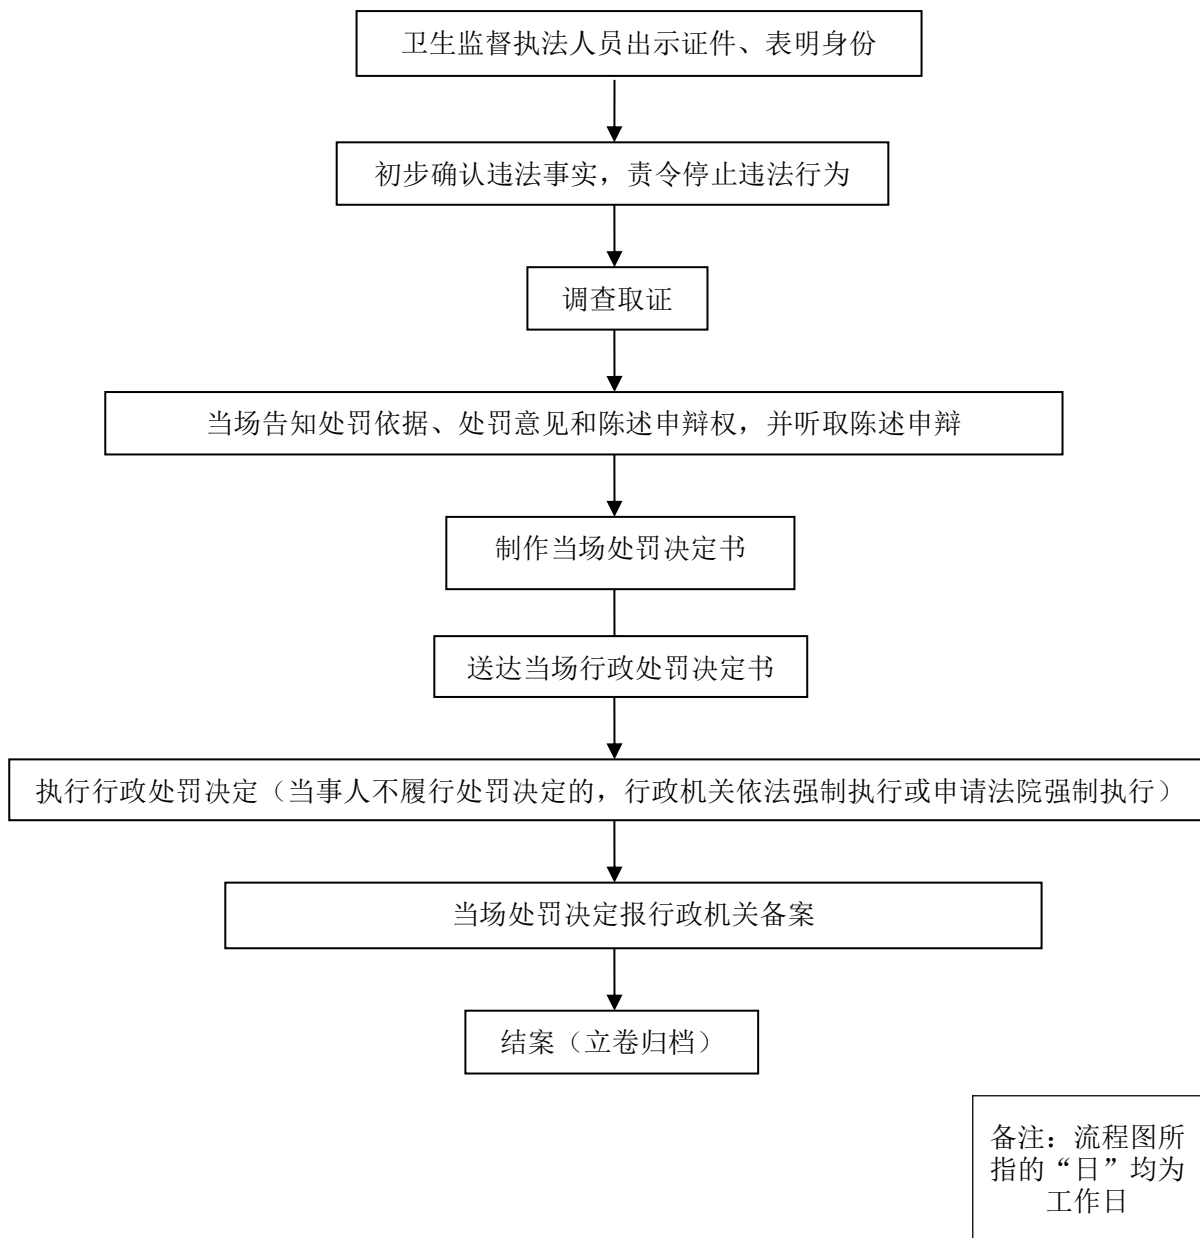 卫生监督执法人员出示证件、表明身份
初步确认违法事实，责令停止违法行为
调查取证
当场告知处罚依据、处罚意见和陈述申辩权，并听取陈述申辩
制作当场处罚决定书
送达当场行政处罚决定书
执行行政处罚决定（当事人不履行处罚决定的，行政机关依法强制执行或申请法院强制执行）
当场处罚决定报行政机关备案
结案（立卷归档）
备注：流程图所
指的“日”均为
工作日